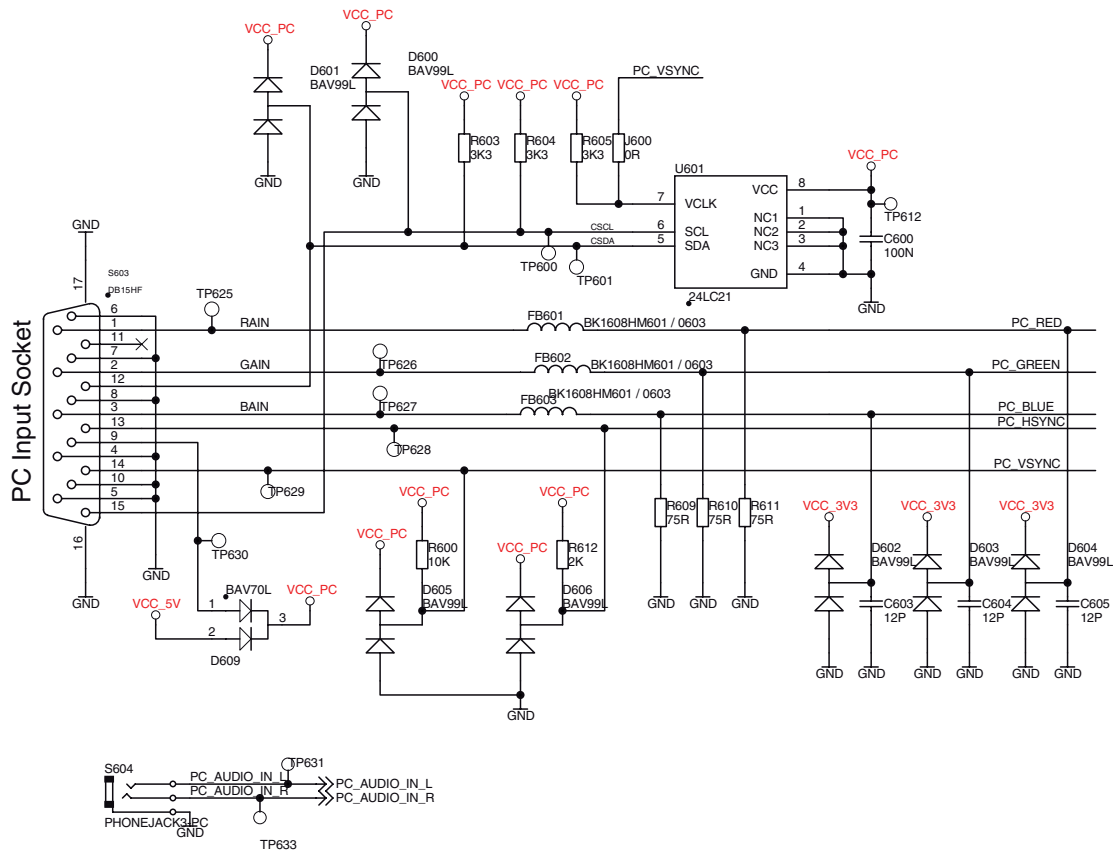 VCC_PC
VCC_PC
D600
BAV99L
D601
BAV99L
PC_VSYNC
VCC_PC
VCC_PC
VCC_PC
R603
3K3
R604
3K3
R605
3K3
J600
0R
GND
GND
U601
VCC_PC
7
VCLK
VCC
8
6
SCL
NC1
1
5
SDA
NC2
2
NC3
3
GND
4
CSCL
CSDA
TP612
C600
100N
TP600
TP601
24LC21
GND
GND
17
S603
DB15HF
TP625
PC Input Socket
6
1
11
7
2
12
8
3
13
9
4
14
10
5
15
16
RAIN
FB601
BK1608HM601 / 0603
PC_RED
GAIN
TP626
FB602
BK1608HM601 / 0603
PC_GREEN
BAIN
TP627
FB603
BK1608HM601 / 0603
PC_BLUE
PC_HSYNC
TP628
PC_VSYNC
TP629
VCC_PC
VCC_PC
R609
75R
R610
75R
R611
75R
VCC_3V3
VCC_3V3
VCC_3V3
TP630
VCC_PC
R600
10K
VCC_PC
R612
2K
D602
BAV99L
D603
BAV99L
D604
BAV99L
GND
GND
BAV70L
VCC_5V
VCC_PC
1
2
3
D609
D605
BAV99L
D606
BAV99L
GND
GND
GND
C603
12P
C604
12P
C605
12P
GND
GND
GND
GND
GND
GND
GND
S604
TP631
PC_AUDIO_IN_L
PC_AUDIO_IN_L
PC_AUDIO_IN_R
PC_AUDIO_IN_R
PHONEJACK3-PC
GND
TP633